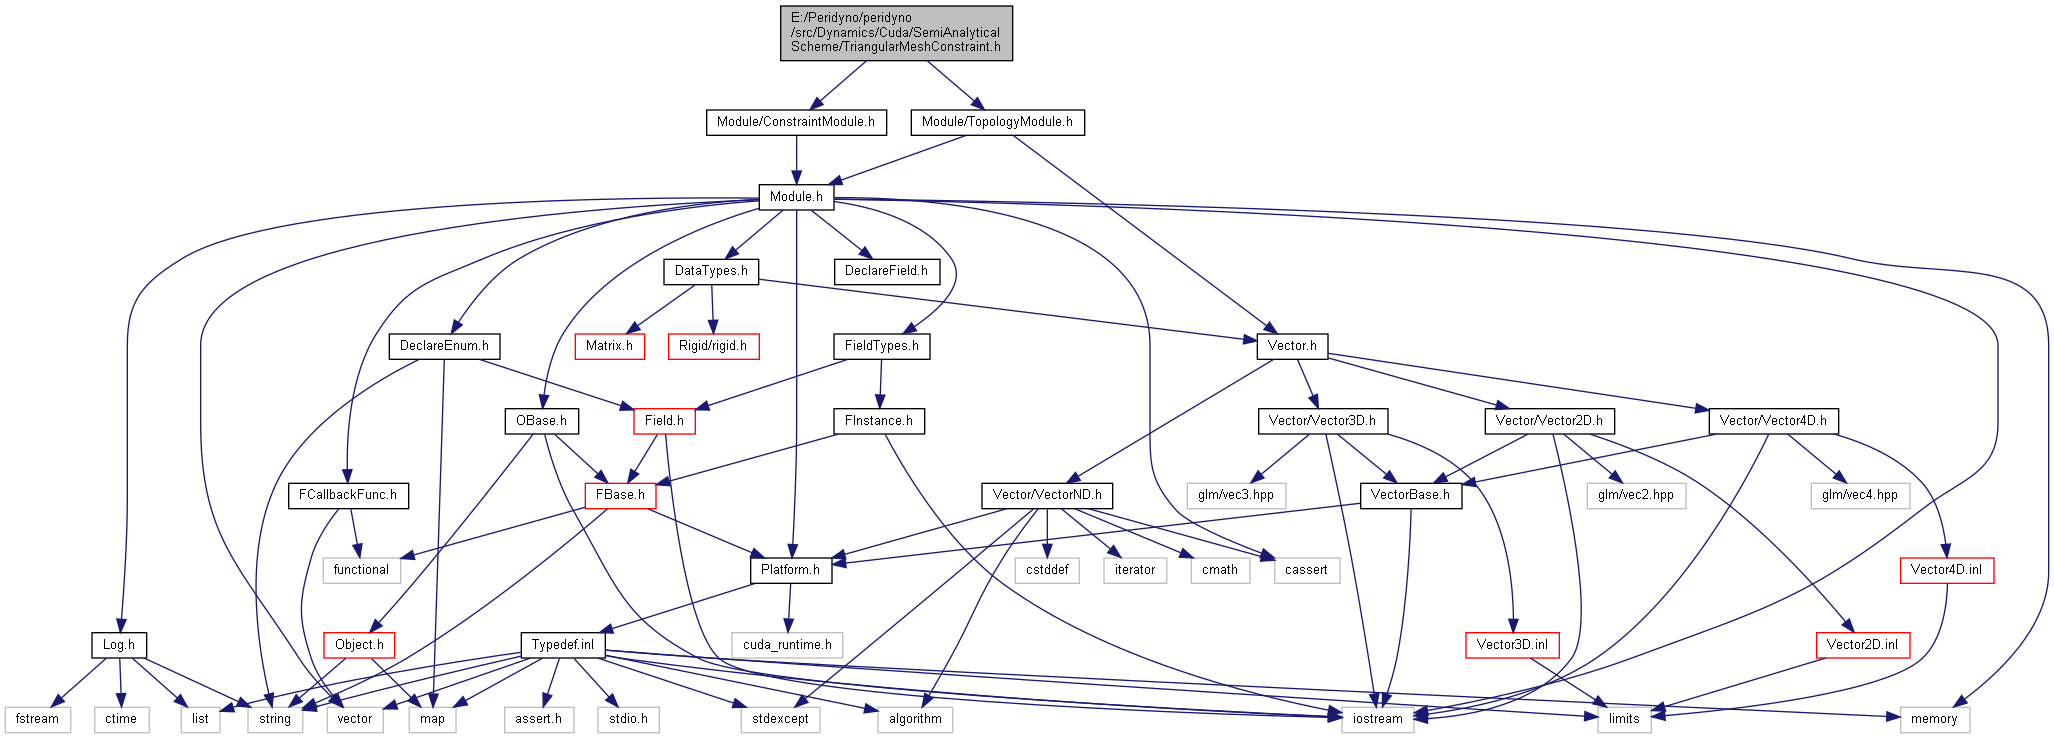 E:/Peridyno/peridyno
/src/Dynamics/Cuda/SemiAnalytical
Scheme/TriangularMeshConstraint.h
Module/ConstraintModule.h
Module/TopologyModule.h
Module.h
DataTypes.h
DeclareField.h
DeclareEnum.h
Matrix.h
Rigid/rigid.h
FieldTypes.h
Vector.h
OBase.h
Field.h
FInstance.h
Vector/Vector3D.h
Vector/Vector2D.h
Vector/Vector4D.h
FCallbackFunc.h
FBase.h
Vector/VectorND.h
glm/vec3.hpp
VectorBase.h
glm/vec2.hpp
glm/vec4.hpp
functional
Platform.h
cstddef
iterator
cmath
cassert
Vector4D.inl
Log.h
Object.h
Typedef.inl
cuda_runtime.h
Vector3D.inl
Vector2D.inl
fstream
ctime
list
string
vector
map
assert.h
stdio.h
stdexcept
algorithm
iostream
limits
memory